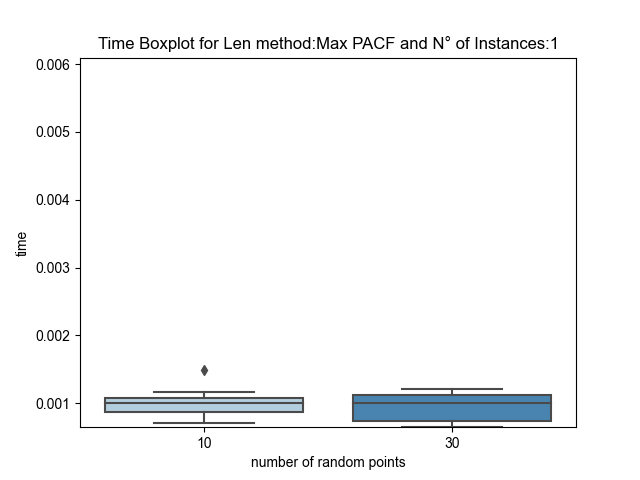 Time Boxplot for Len method:Max PACF and N° of Instances:1
0.006
0.005
0.004
0.003
0.002
0.001
time
10
30
number of random points